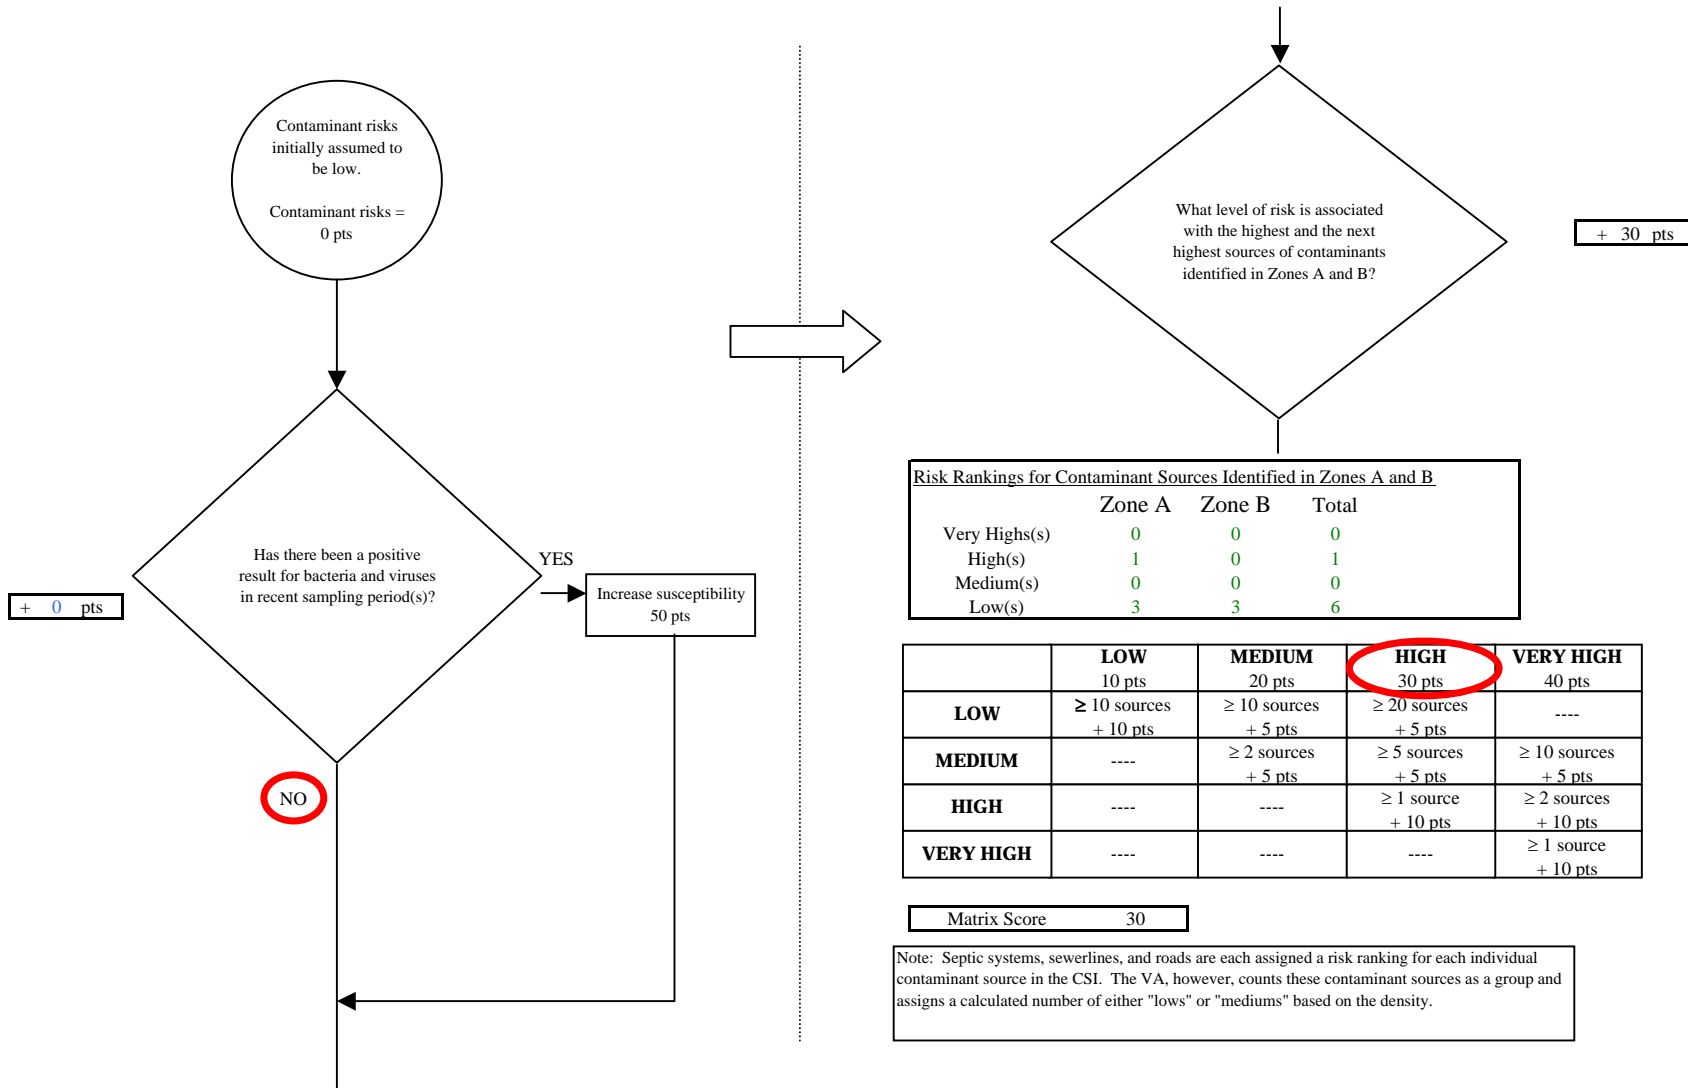 Contaminant risks
initially assumed to
be low.
Contaminant risks =
0 pts
Has there been a positive
result for bacteria and viruses
in recent sampling period(s)?
YES
Increase susceptibility
50 pts
+ 0 pts
NO
What level of risk is associated
with the highest and the next
highest sources of contaminants
identified in Zones A and B?
+ 30 pts
Risk Rankings for Contaminant Sources Identified in Zones A and B
Zone A Zone B Total
Very Highs(s) 0 0 0
High(s) 1 0 1
Medium(s) 0 0 0
Low(s) 3 3 6
LOW MEDIUM HIGH VERY HIGH
10 pts 20 pts 30 pts 40 pts
LOW ≥ 10 sources ≥ 10 sources ≥ 20 sources ----
+ 10 pts + 5 pts + 5 pts
MEDIUM ---- ≥ 2 sources ≥ 5 sources ≥ 10 sources
+ 5 pts + 5 pts + 5 pts
HIGH ---- ---- ≥ 1 source ≥ 2 sources
+ 10 pts + 10 pts
VERY HIGH ---- ---- ---- ≥ 1 source
+ 10 pts
Matrix Score 30
Note: Septic systems, sewerlines, and roads are each assigned a risk ranking for each individual
contaminant source in the CSI. The VA, however, counts these contaminant sources as a group and
assigns a calculated number of either "lows" or "mediums" based on the density.